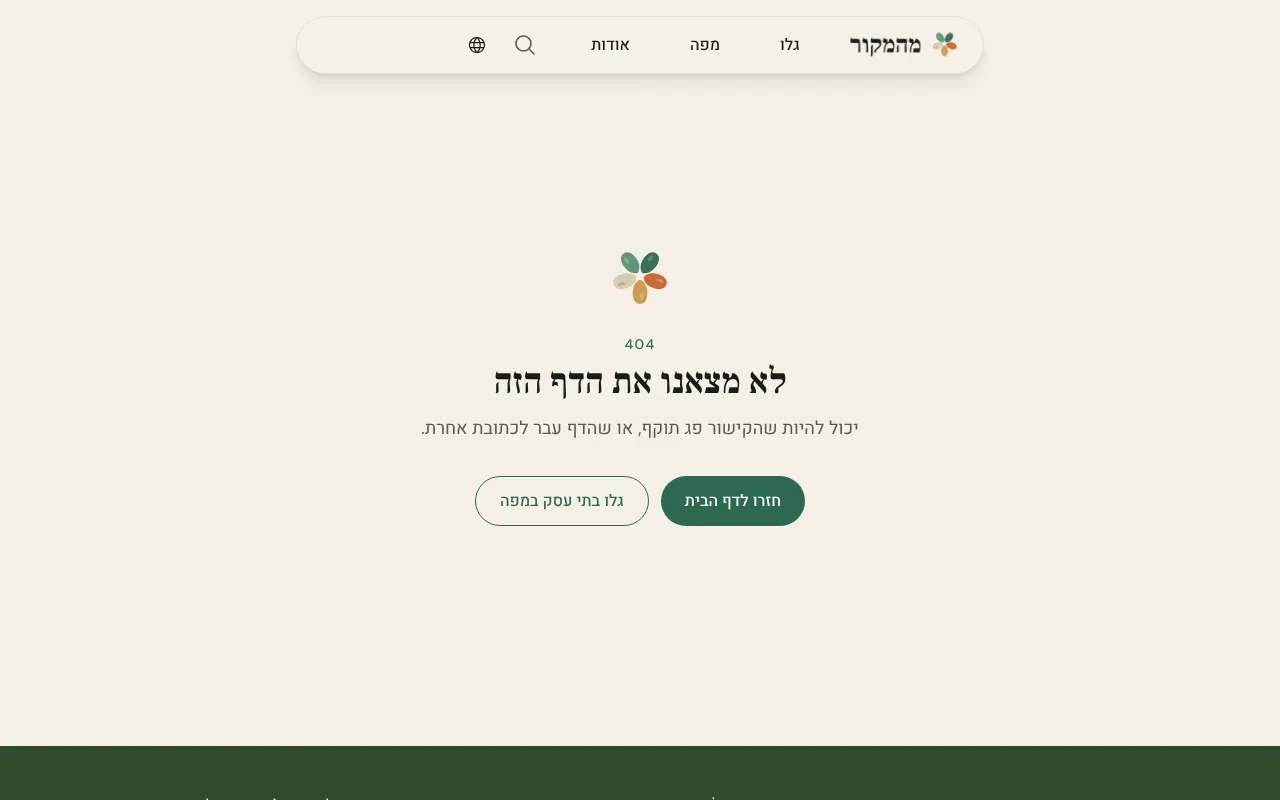 מהמקור
גלו
מפה
אודות
404
לא מצאנו את הדף הזה
יכול להיות שהקישור פג תוקף, או שהדף עבר לכתובת אחרת.
חזרו לדף הבית
גלו בתי עסק במפה